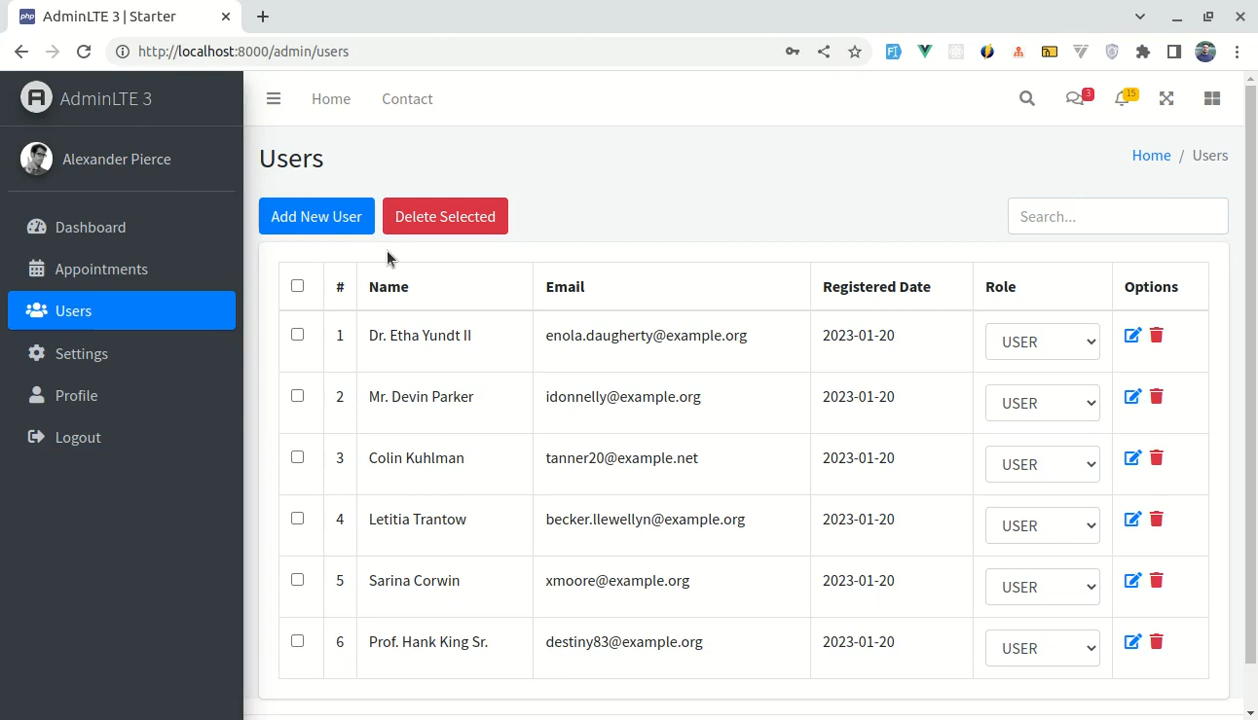 AdminLTE 3 | Starter
http://localhost:8000/admin/users
AdminLTE 3
Home Contact
3
15
Alexander Pierce
Users
Home / Users
Dashboard
Appointments
Users
Settings
Profile
Logout
Add New User Delete Selected
Search...
# Name Email Registered Date Role Options
1 Dr. Etha Yundt II enola.daugherty@example.org 2023-01-20 USER
2 Mr. Devin Parker idonnelly@example.org 2023-01-20 USER
3 Colin Kuhlman tanner20@example.net 2023-01-20 USER
4 Letitia Trantow becker.llewellyn@example.org 2023-01-20 USER
5 Sarina Corwin xmoore@example.org 2023-01-20 USER
6 Prof. Hank King Sr. destiny83@example.org 2023-01-20 USER